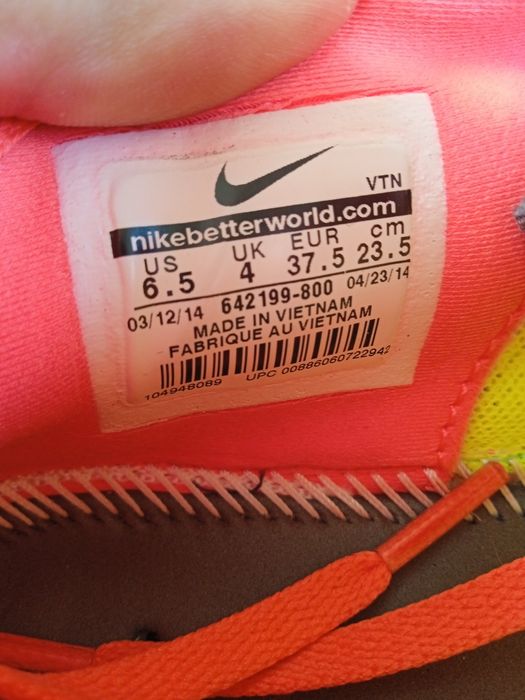 VTN
nikebetterworld.com
US UK EUR cm
6.5 4 37.5 23.5
03/12/14 642199-800 04/23/14
MADE IN VIETNAM
FABRIQUE AU VIETNAM
104948089 UPC 00886060722942